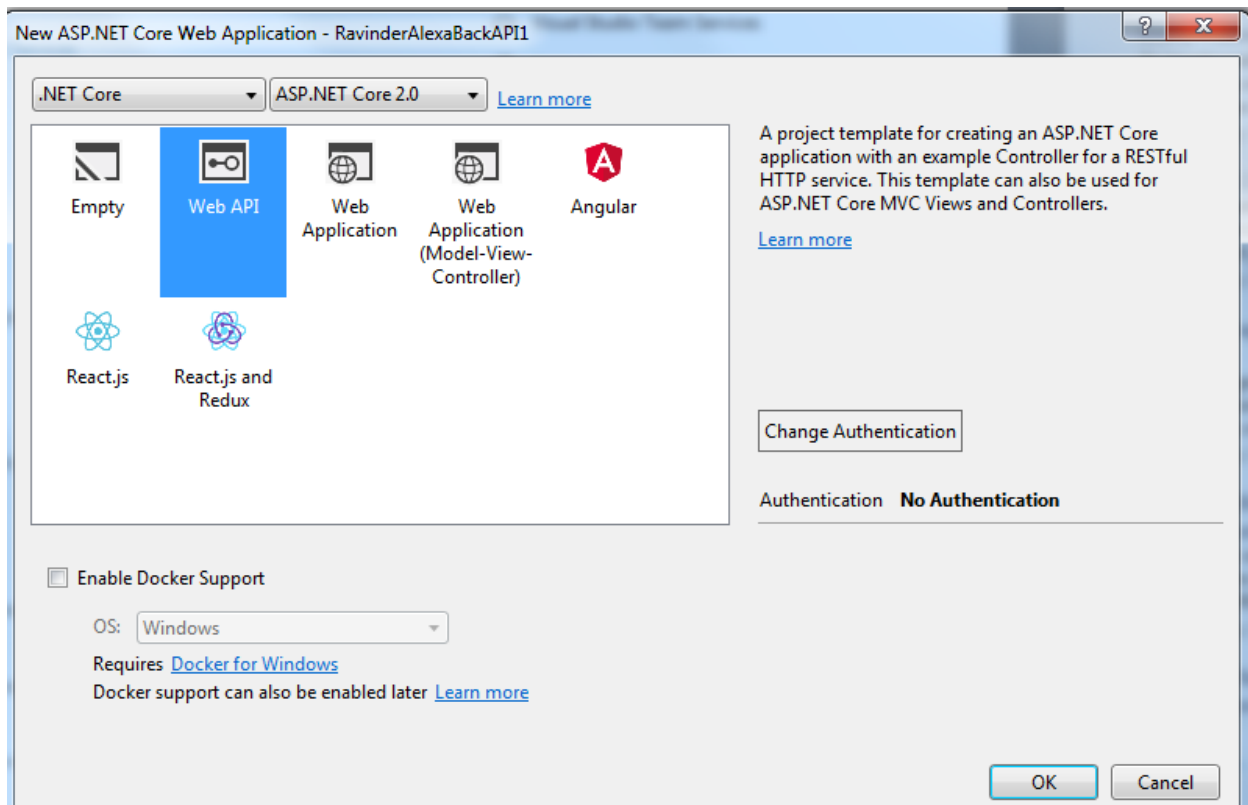 New ASP.NET Core Web Application - RavinderAlexaBackAPI1
.NET Core
ASP.NET Core 2.0
Learn more
Empty
Web API
Web
Application
Web
Application
(Model-View-
Controller)
Angular
React.js
React.js and
Redux
A project template for creating an ASP.NET Core
application with an example Controller for a RESTful
HTTP service. This template can also be used for
ASP.NET Core MVC Views and Controllers.
Learn more
Change Authentication
Authentication No Authentication
Enable Docker Support
OS: Windows
Requires Docker for Windows
Docker support can also be enabled later Learn more
OK
Cancel